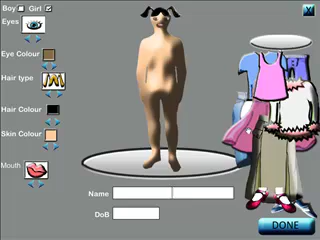 Boy Girl
X
Eyes
Eye Colour
Hair type
Hair Colour
Skin Colour
Mouth
Name
DoB
DONE